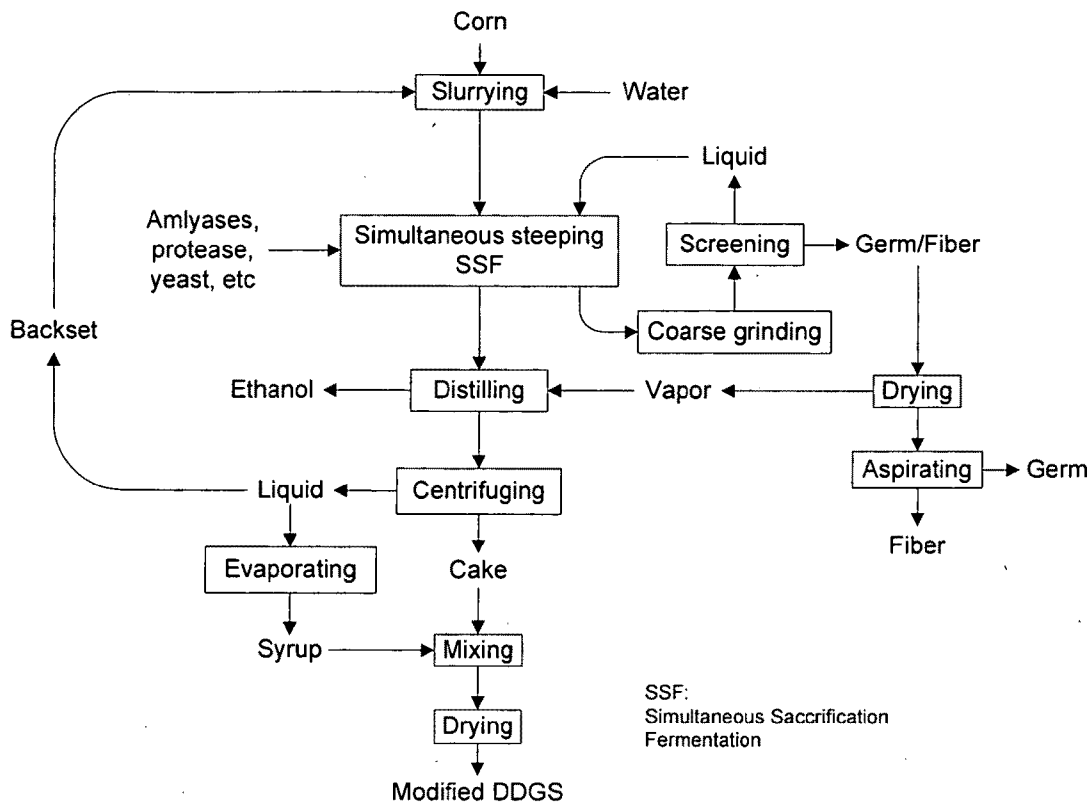 Corn
Slurrying
Water
Liquid
Amlyases,
protease,
yeast, etc
Simultaneous steeping
SSF
Screening
Germ/Fiber
Backset
Coarse grinding
Ethanol
Distilling
Vapor
Drying
Aspirating
Germ
Liquid
Centrifuging
Fiber
Evaporating
Cake
Syrup
Mixing
SSF:
Simultaneous Saccrification
Fermentation
Drying
Modified DDGS